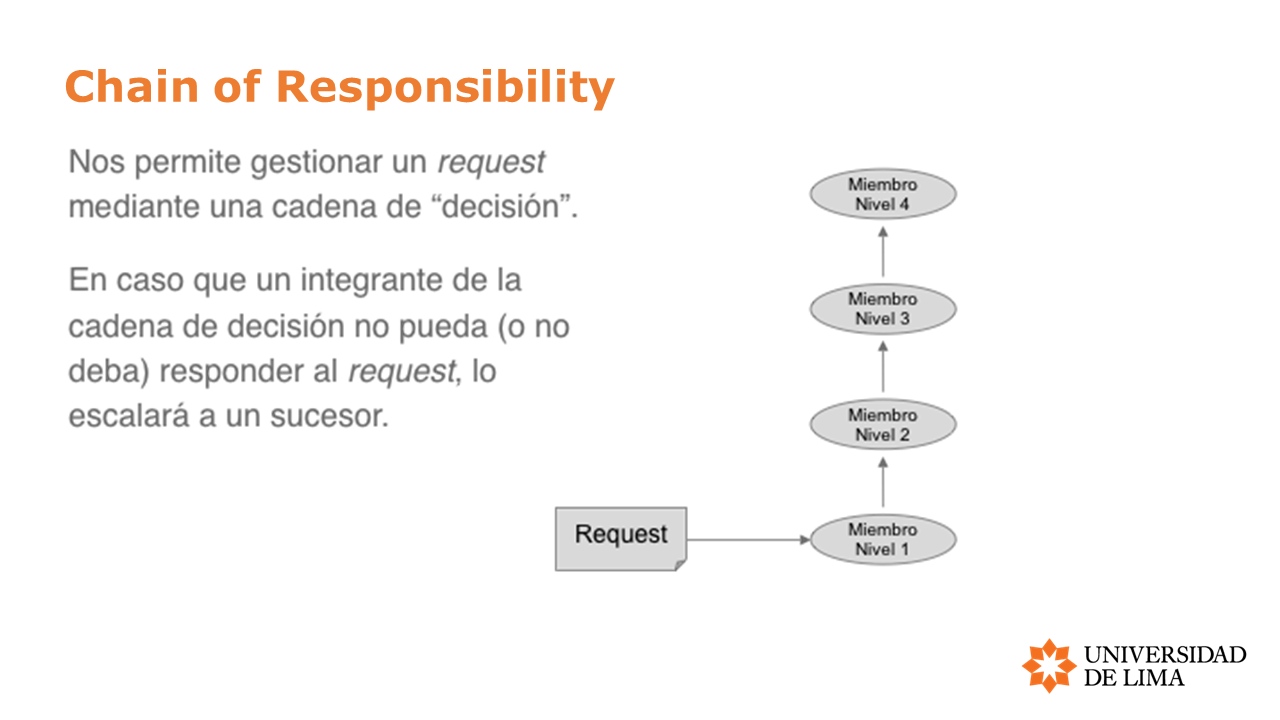 Chain of Responsibility
Nos permite gestionar un request
mediante una cadena de “decisión”.
En caso que un integrante de la
cadena de decisión no pueda (o no
deba) responder al request, lo
escalará a un sucesor.
Miembro
Nivel 4
Miembro
Nivel 3
Miembro
Nivel 2
Request
Miembro
Nivel 1
UNIVERSIDAD
DE LIMA